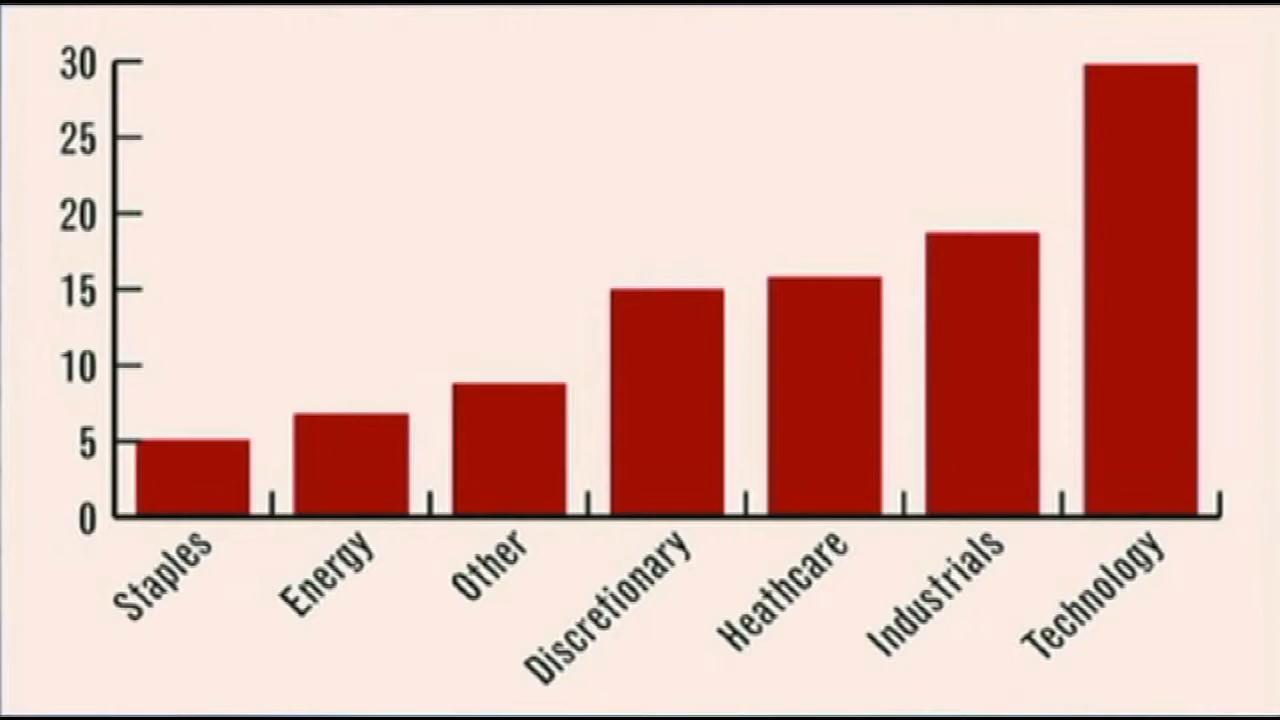 30
25
20
15
10
5
0
Staples
Energy
Other
Discretionary
Heathcare
Industrials
Technology